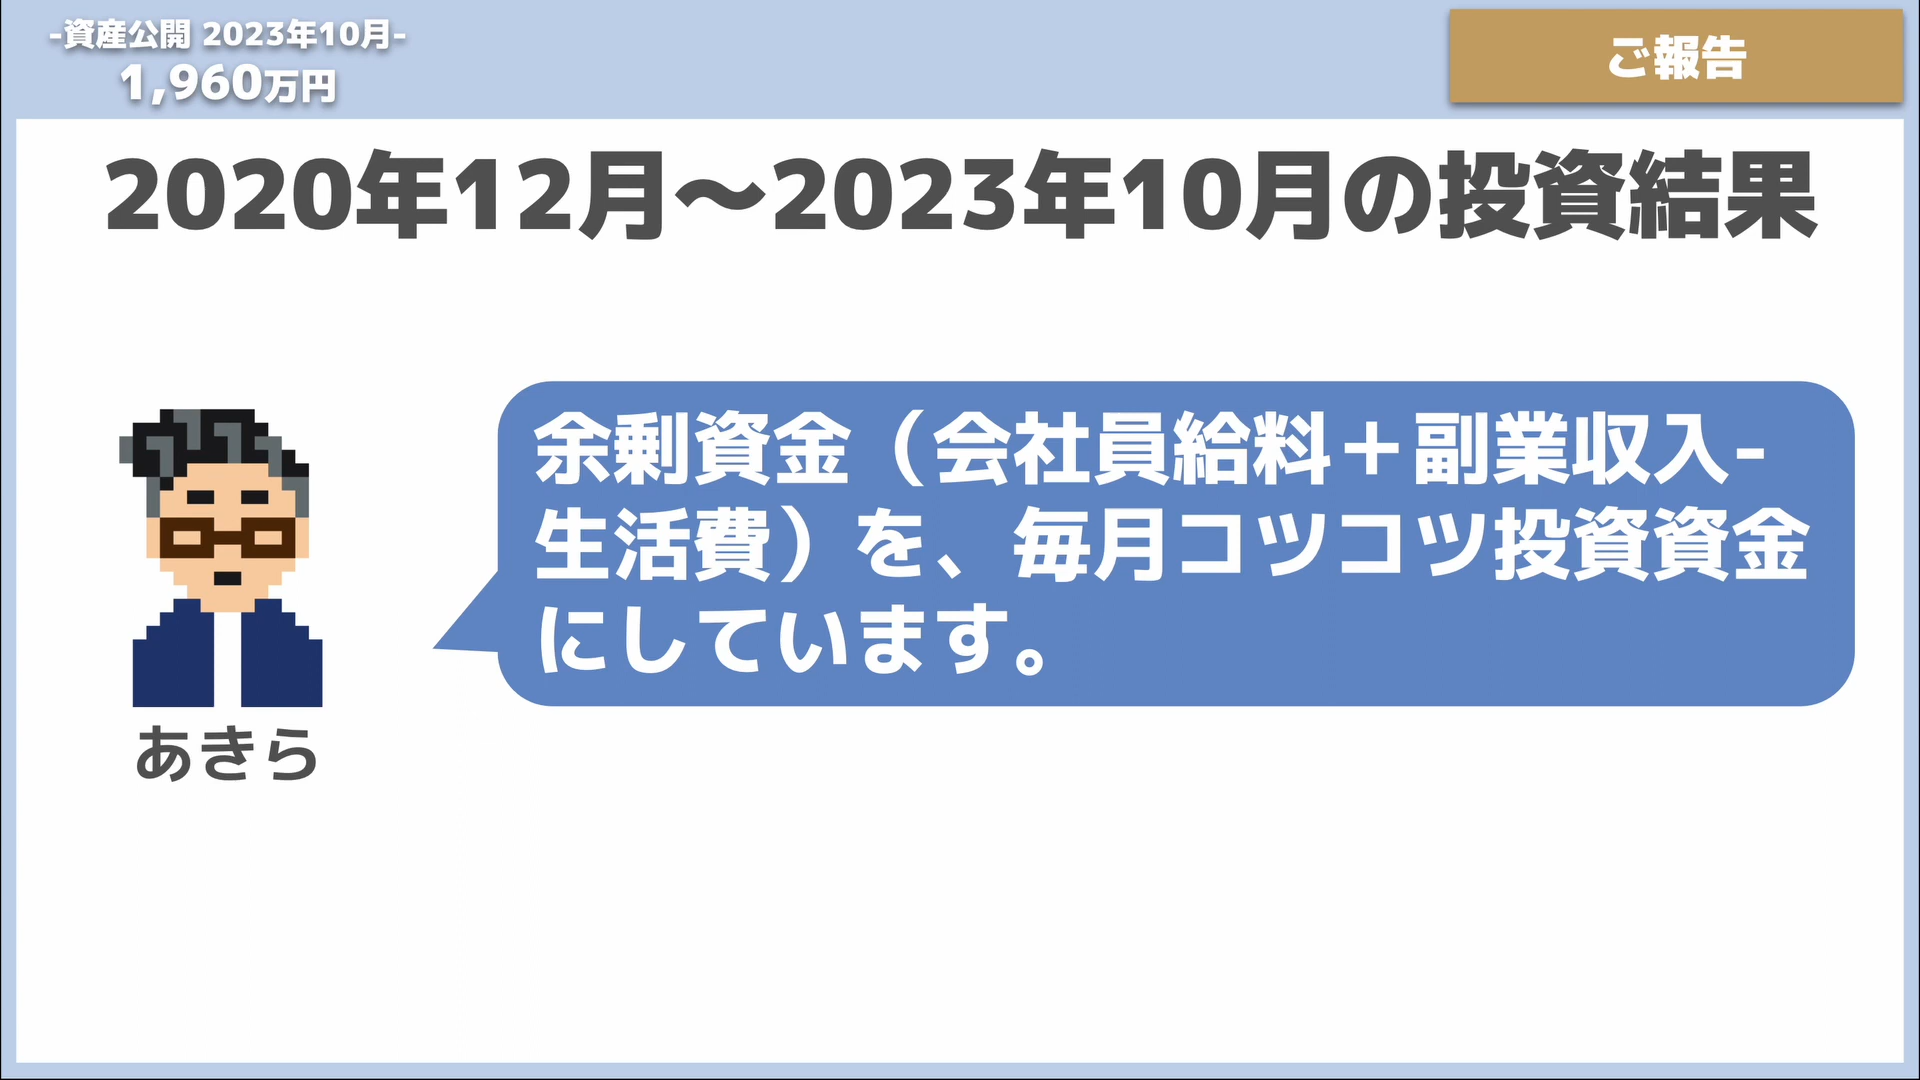 -資産公開 2023年10月-
1,960万円
ご報告
2020年12月〜2023年10月の投資結果
余剰資金（会社員給料＋副業収入-
生活費）を、毎月コツコツ投資資金
にしています。
あきら